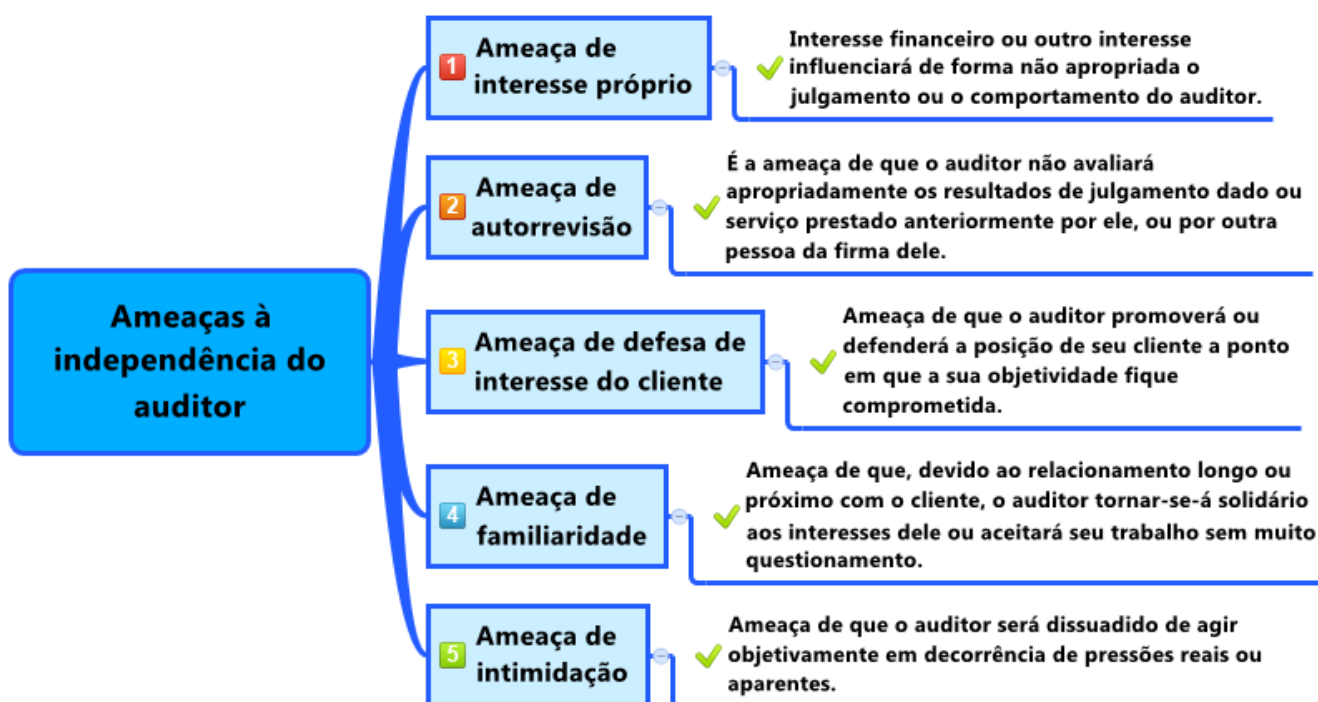 Ameaças à
independência do
auditor
1
Ameaça de
interesse próprio
Interesse financeiro ou outro interesse
influenciará de forma não apropriada o
julgamento ou o comportamento do auditor.
2
Ameaça de
autorrevisão
É a ameaça de que o auditor não avaliará
apropriadamente os resultados de julgamento dado ou
serviço prestado anteriormente por ele, ou por outra
pessoa da firma dele.
3
Ameaça de defesa de
interesse do cliente
Ameaça de que o auditor promoverá ou
defenderá a posição de seu cliente a ponto
em que a sua objetividade fique
comprometida.
4
Ameaça de
familiaridade
Ameaça de que, devido ao relacionamento longo ou
próximo com o cliente, o auditor tornar-se-á solidário
aos interesses dele ou aceitará seu trabalho sem muito
questionamento.
5
Ameaça de
intimidação
Ameaça de que o auditor será dissuadido de agir
objetivamente em decorrência de pressões reais ou
aparentes.